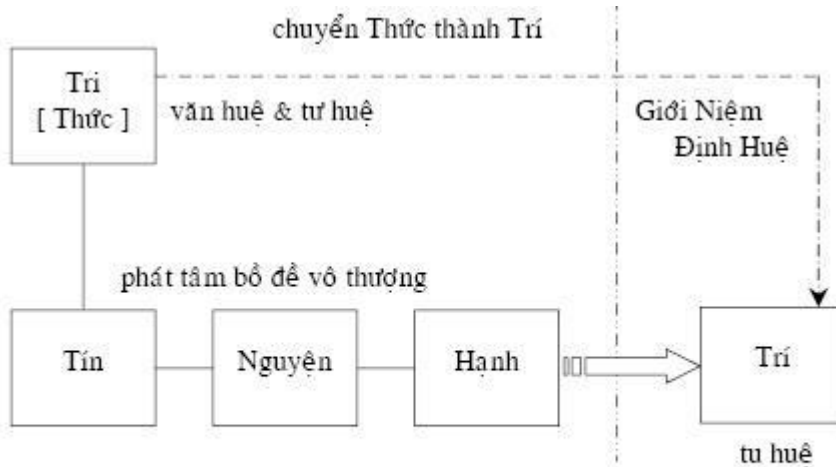 chuyển Thức thành Trí
Tri
[ Thức ]
văn huệ & tư huệ
Giới Niệm
Định Huệ
phát tâm bồ đề vô thượng
Tín
Nguyện
Hạnh
Trí
tu huê